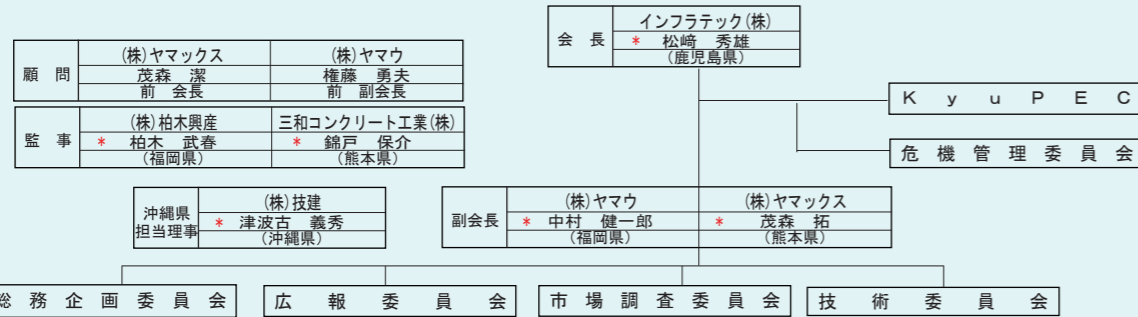 会　長
インフラテック(株)
* 松﨑　秀雄
(鹿児島県)
顧　問
(株)ヤマックス
茂森　潔
前　会長
(株)ヤマウ
権藤　勇夫
前　副会長
監　事
(株)柏木興産
* 柏木　武春
(福岡県)
三和コンクリート工業(株)
* 錦戸　保介
(熊本県)
ＫｙｕＰＥＣ
危機管理委員会
沖縄県
担当理事
(株)技建
* 津波古　義秀
(沖縄県)
副会長
(株)ヤマウ
* 中村　健一郎
(福岡県)
(株)ヤマックス
* 茂森　拓
(熊本県)
総務企画委員会
広報委員会
市場調査委員会
技術委員会